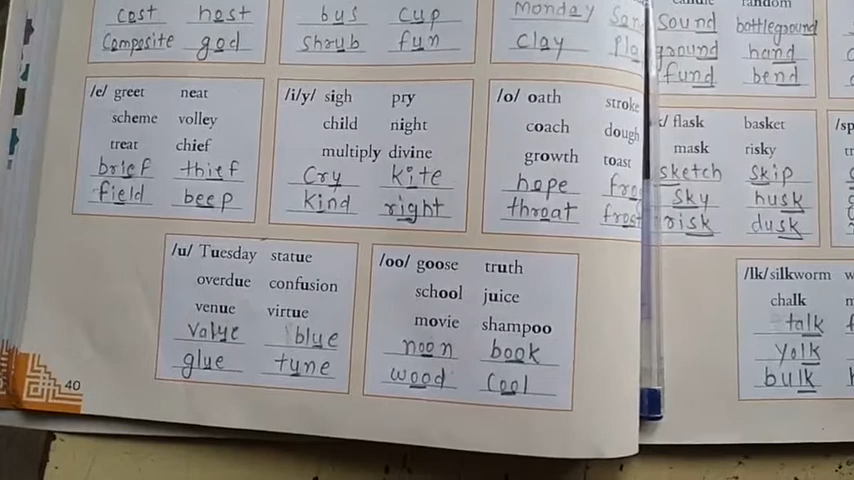 cost host
Composite god
bus cup
shrub fun
Monday
clay
random
sound battleground
ground hand
fund bend
/e/ greet neat
scheme volley
treat chief
brief thief
field beep
/i/y/ sigh pry
child night
multiply divine
Cry kite
kind right
/o/ oath stroke
coach dough
growth toast
hope
throat frost
flask basket
mask risky
sketch skip
sky husk
risk dusk
/u/ Tuesday statue
overdue confusion
venue virtue
value blue
glue tune
/oo/ goose truth
school juice
movie shampoo
noon book
wood cool
/lk/ silkworm
chalk
talk
yolk
bulk
40